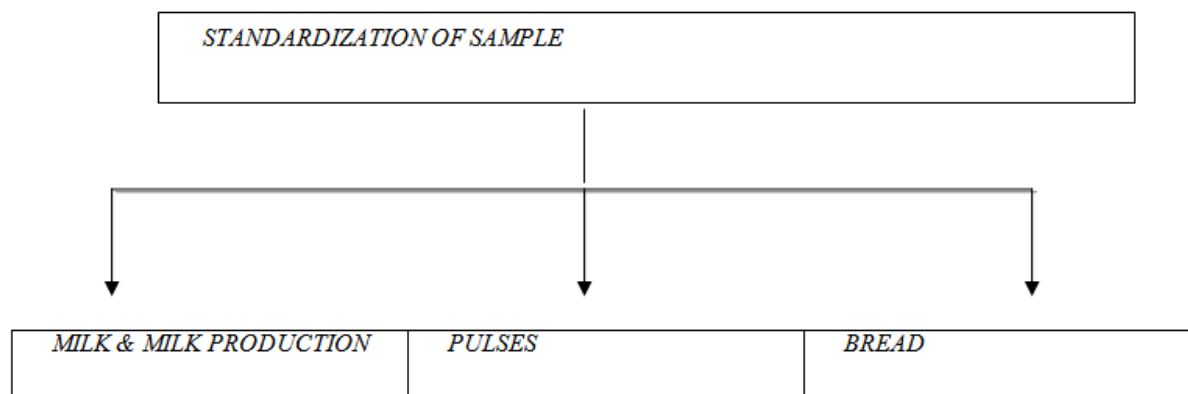 STANDARDIZATION OF SAMPLE
MILK & MILK PRODUCTION
PULSES
BREAD